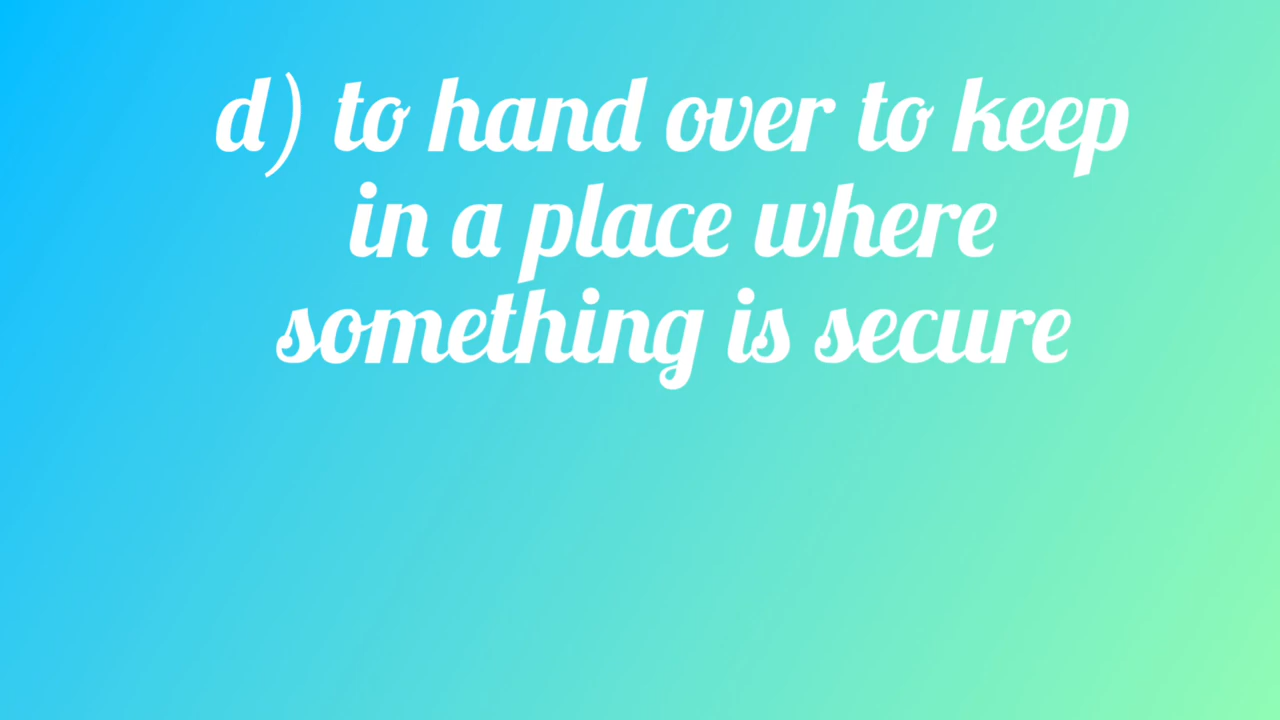 d) to hand over to keep
in a place where
something is secure